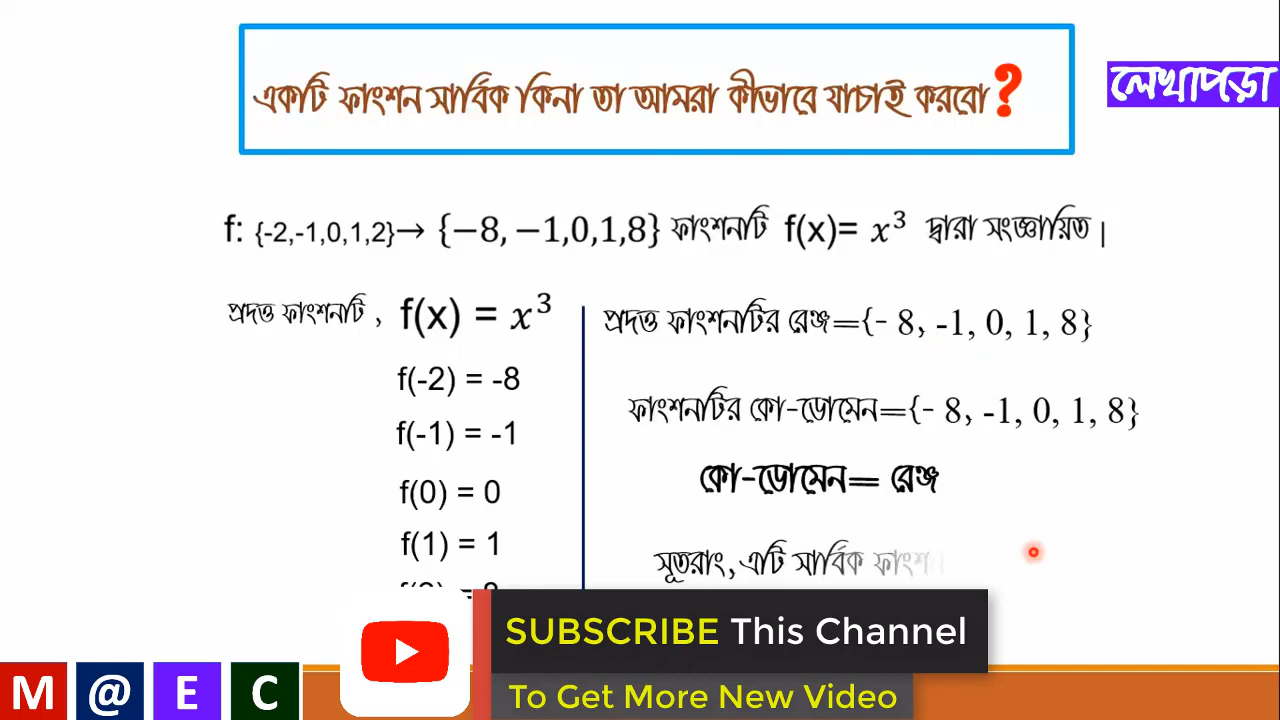 একটি ফাংশন সার্বিক কিনা তা আমরা কীভাবে যাচাই করবো?
লেখাপড়া
f: {-2,-1,0,1,2}→ {−8, −1,0,1,8} ফাংশনটি f(x)= x³ দ্বারা সংজ্ঞায়িত।
প্রদত্ত ফাংশনটি, f(x) = x³
f(-2) = -8
f(-1) = -1
f(0) = 0
f(1) = 1
প্রদত্ত ফাংশনটির রেঞ্জ={- 8, -1, 0, 1, 8}
ফাংশনটির কো-ডোমেন={- 8, -1, 0, 1, 8}
কো-ডোমেন= রেঞ্জ
সূতরাং, এটি সার্বিক ফাংশ
SUBSCRIBE This Channel
To Get More New Video
M @ E C